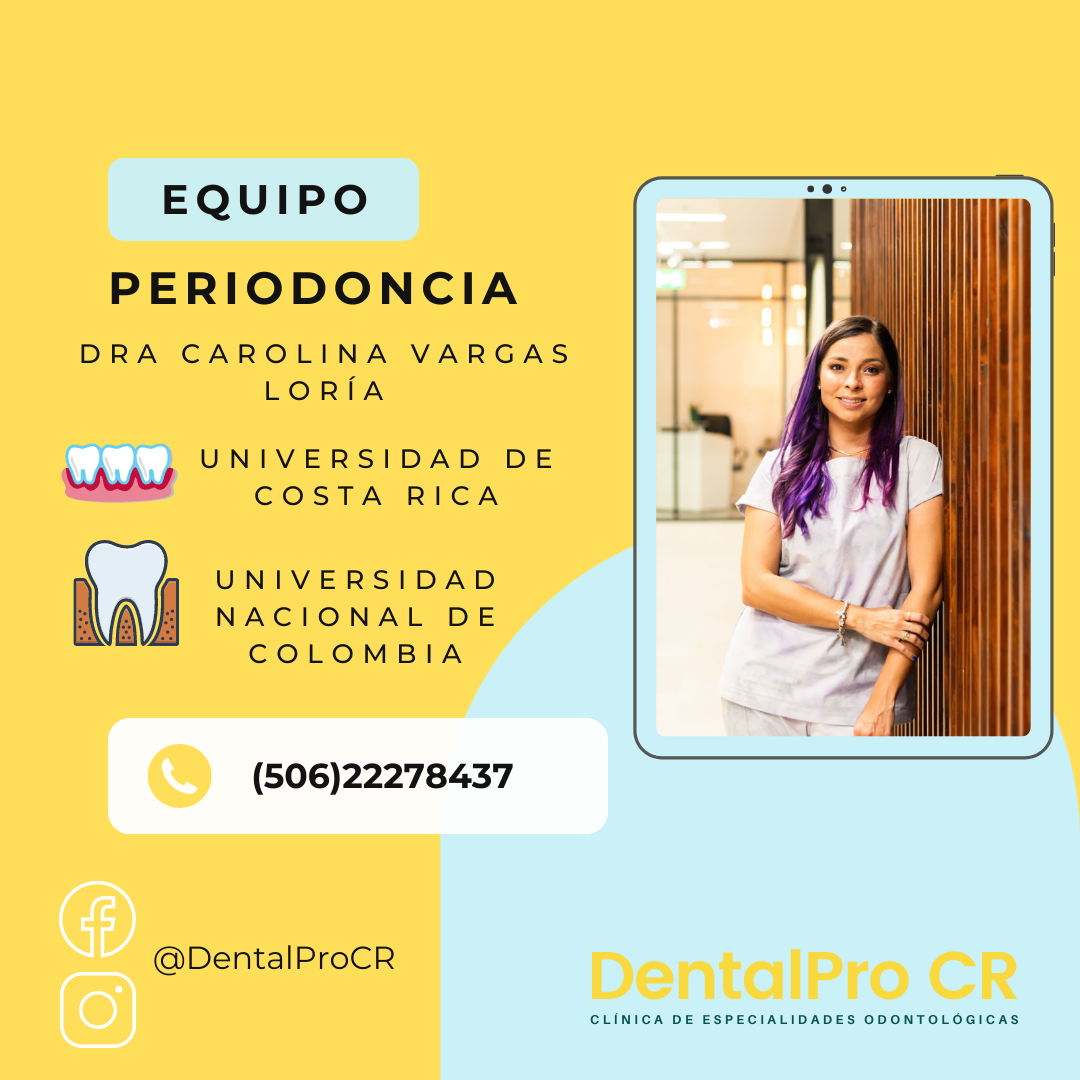 EQUIPO
PERIODONCIA
DRA CAROLINA VARGAS
LORÍA
UNIVERSIDAD DE
COSTA RICA
UNIVERSIDAD
NACIONAL DE
COLOMBIA
(506)22278437
@DentalProCR
DentalPro CR
CLÍNICA DE ESPECIALIDADES ODONTOLÓGICAS